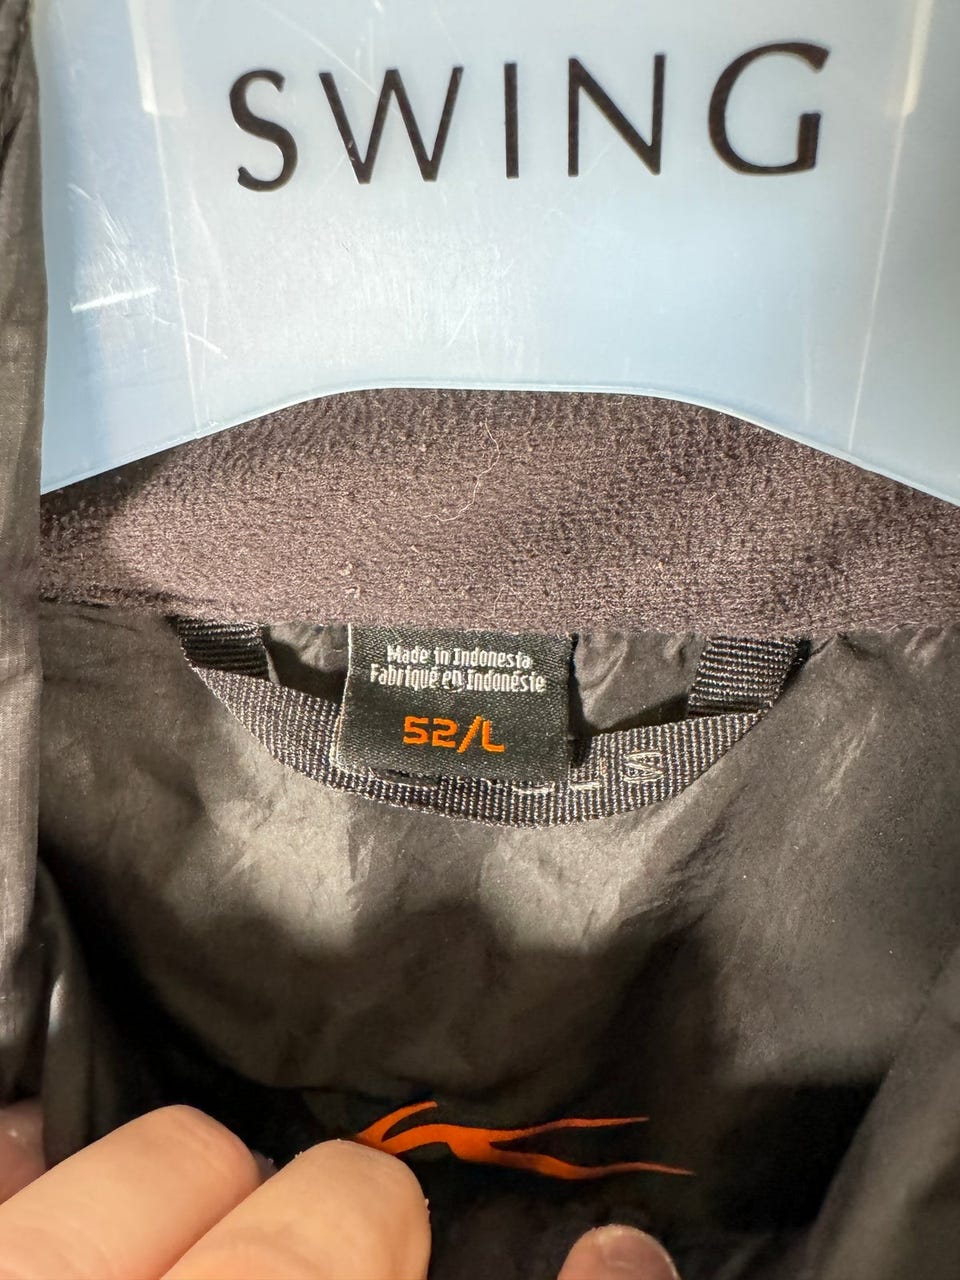 SWING
Made in Indonesia
Fabriqué en Indonésie
52/L